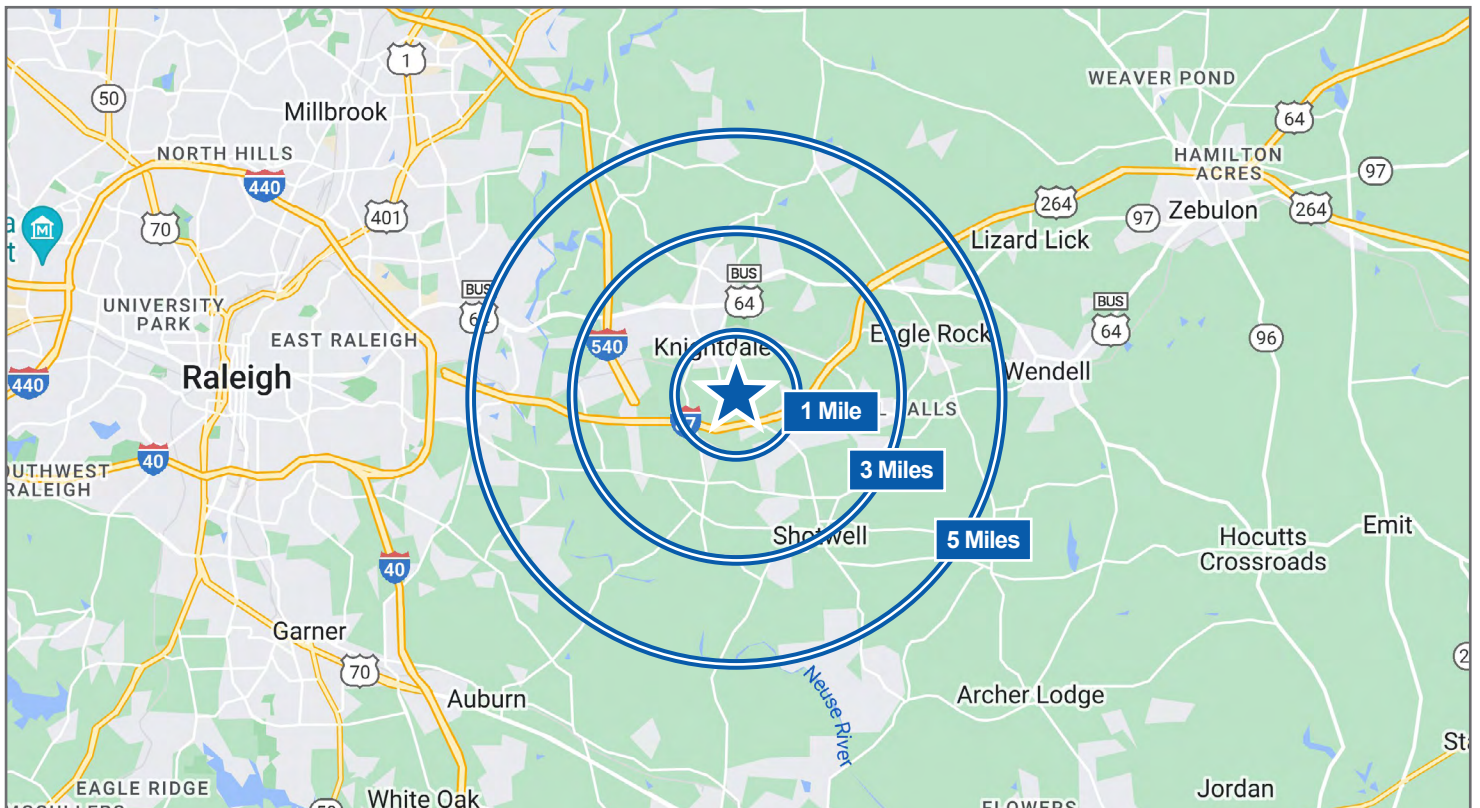 1
WEAVER POND
50
Millbrook
64
NORTH HILLS
HAMILTON
ACRES
97
440
264
97
Zebulon
264
401
70
Lizard Lick
BUS
64
BUS
BUS
64
UNIVERSITY
PARK
EAST RALEIGH
540
Knightdale
Eagle Rock
96
Raleigh
440
Wendell
1 Mile
40
3 Miles
RALEIGH
Shotwell
5 Miles
Hocutts
Crossroads
Emit
40
Garner
70
Auburn
Neuse River
Archer Lodge
EAGLE RIDGE
White Oak
Jordan